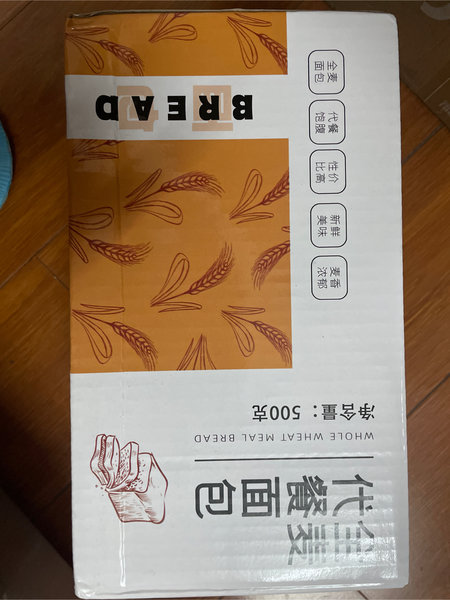 全麦
代餐面包
WHOLE WHEAT MEAL BREAD
净含量：500克
全麦
面包
代餐
饱腹
性价
比高
新鲜
美味
麦香
浓郁
BREAD